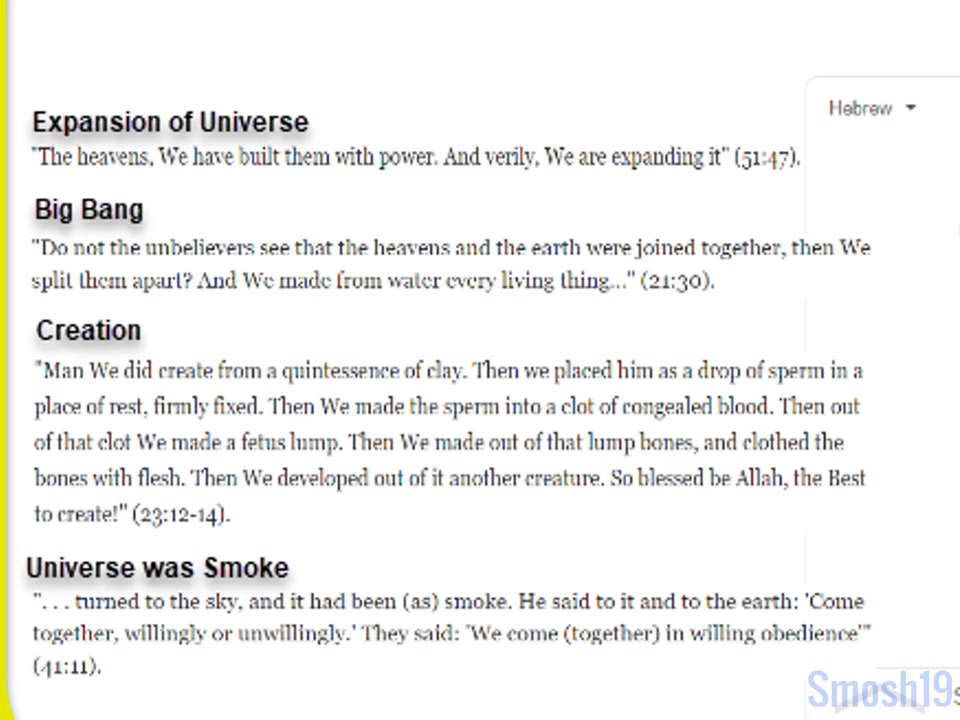 Hebrew
Expansion of Universe
"The heavens, We have built them with power. And verily, We are expanding it" (51:47).
Big Bang
"Do not the unbelievers see that the heavens and the earth were joined together, then We
split them apart? And We made from water every living thing..." (21:30).
Creation
"Man We did create from a quintessence of clay. Then we placed him as a drop of sperm in a
place of rest, firmly fixed. Then We made the sperm into a clot of congealed blood. Then out
of that clot We made a fetus lump. Then We made out of that lump bones, and clothed the
bones with flesh. Then We developed out of it another creature. So blessed be Allah, the Best
to create!" (23:12-14).
Universe was Smoke
". . . turned to the sky, and it had been (as) smoke. He said to it and to the earth: 'Come
together, willingly or unwillingly.' They said: 'We come (together) in willing obedience'"
(41:11).
Smosh19